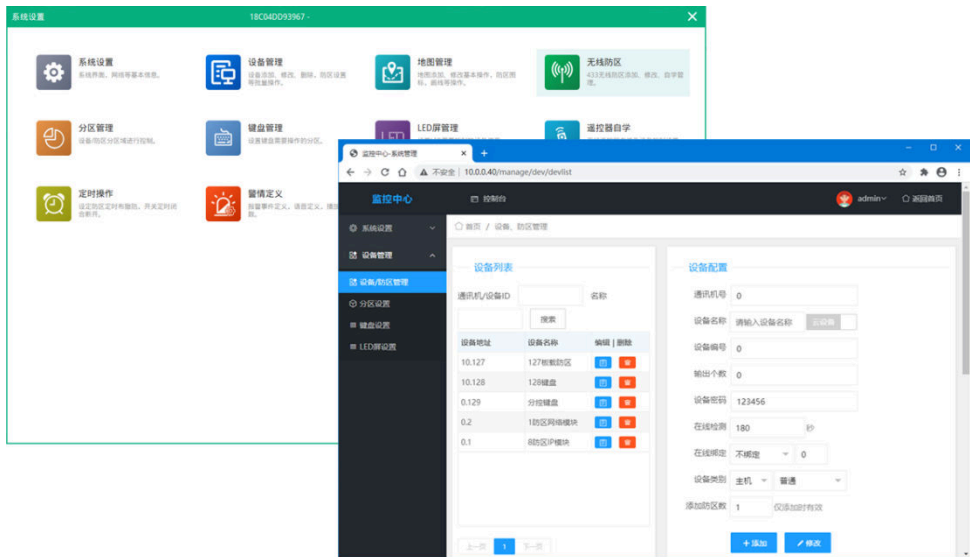 系统设置
18C04DD93967 -
系统设置
系统界面、网络等基本信息。
设备管理
设备添加、修改、删除、防区设置
等批量操作。
地图管理
地图添加、修改基本操作，防区图
标、曲线等操作。
无线防区
433无线防区添加、修改、自学管
理。
分区管理
设备/防区分区域进行控制。
键盘管理
设置键盘需要操作的分区。
LED屏管理
LED
遥控器自学
定时操作
设定防区定时布撤防、开关定时闭
合断开。
警情定义
监控中心-系统管理
不安全 | 10.0.0.40/manage/dev/devlist
监控中心
控制台
admin
返回首页
系统设置
首页 / 设备、防区管理
设备管理
设备/防区管理
分区设置
键盘设置
LED屏设置
设备列表
通讯机/设备ID
名称
搜索
设备地址 设备名称 编辑 | 删除
10.127 127根载防区
10.128 128键盘
0.129 分控键盘
0.2 1防区网络模块
0.1 8防区IP模块
上一页 1 下一页
设备配置
通讯机号 0
设备名称 请输入设备名称 云设备
设备编号 0
输出个数 0
设备密码 123456
在线检测 180 秒
在线绑定 不绑定 0
设备类别 主机 普通
添加防区数 1 仅添加时有效
+添加 修改